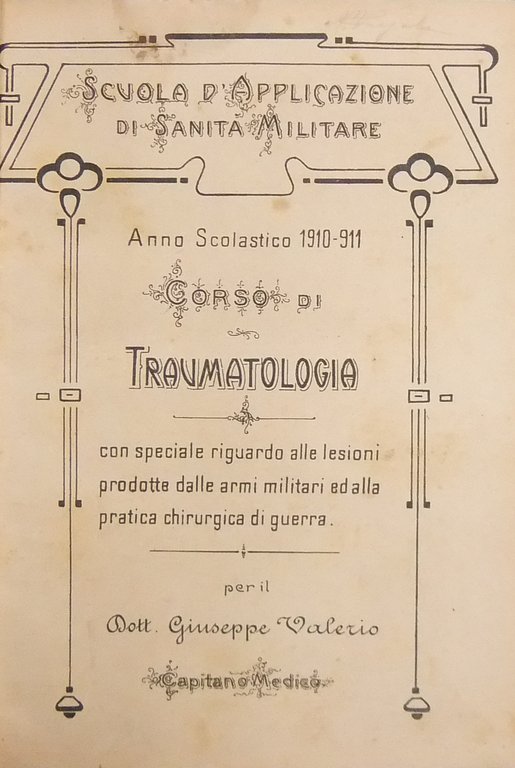 Scuola d'Applicazione
di Sanità Militare
Anno Scolastico 1910-911
Corso di
Traumatologia
con speciale riguardo alle lesioni
prodotte dalle armi militari ed alla
pratica chirurgica di guerra.
per il
Dott. Giuseppe Valerio
Capitano Medico.